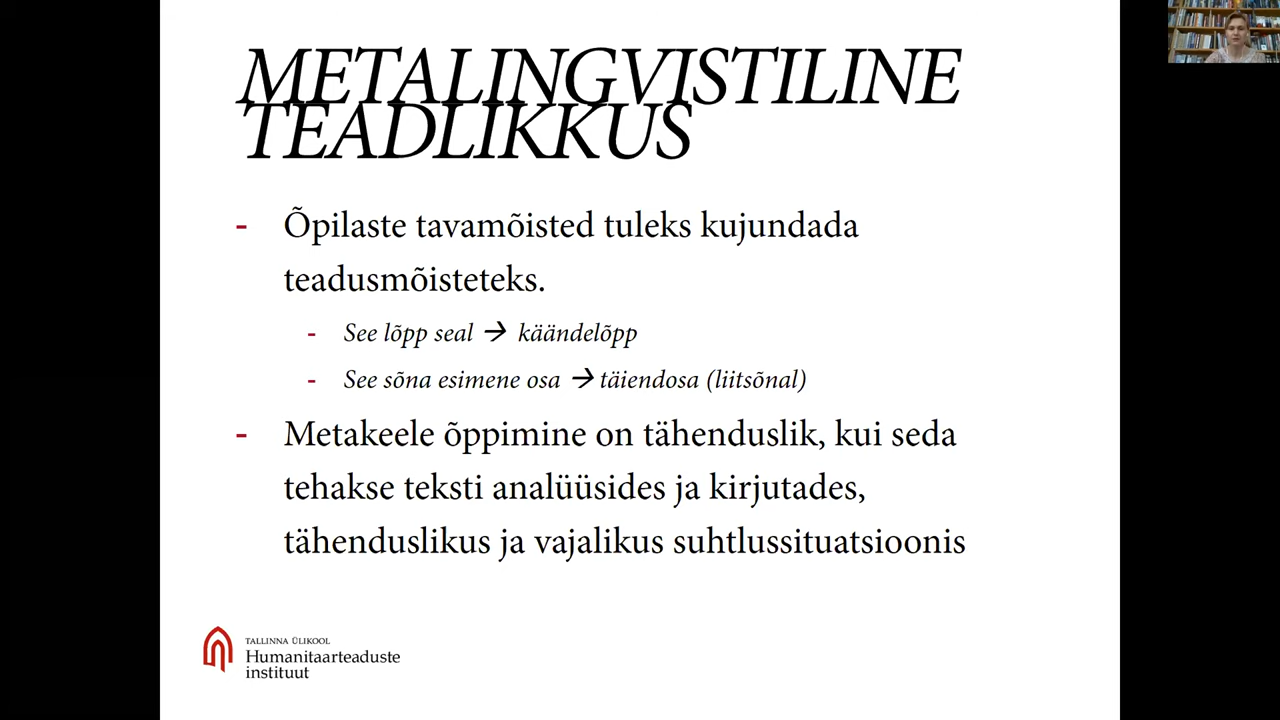 METALINGVISTILINE
TEADLIKKUS
- Õpilaste tavamõisted tuleks kujundada
teadusmõisteteks.
- See lõpp seal → käändelõpp
- See sõna esimene osa → täiendosa (liitsõnal)
- Metakeele õppimine on tähenduslik, kui seda
tehakse teksti analüüsides ja kirjutades,
tähenduslikus ja vajalikus suhtlussituatsioonis
TALLINNA ÜLIKOOL
Humanitaarteaduste
instituut